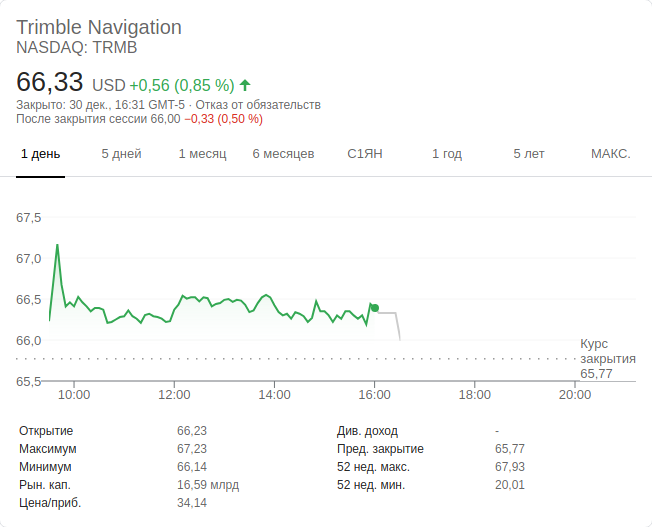 Trimble Navigation
NASDAQ: TRMB
66,33 USD +0,56 (0,85 %)
Закрыто: 30 дек., 16:31 GMT-5 · Отказ от обязательств
После закрытия сессии 66,00 −0,33 (0,50 %)
1 день 5 дней 1 месяц 6 месяцев С1ЯН 1 год 5 лет МАКС.
67,5
67,0
66,5
66,0
Курс
закрытия
65,77
65,5
10:00 12:00 14:00 16:00 18:00 20:00
Открытие 66,23 Див. доход -
Максимум 67,23 Пред. закрытие 65,77
Минимум 66,14 52 нед. макс. 67,93
Рын. кап. 16,59 млрд 52 нед. мин. 20,01
Цена/приб. 34,14